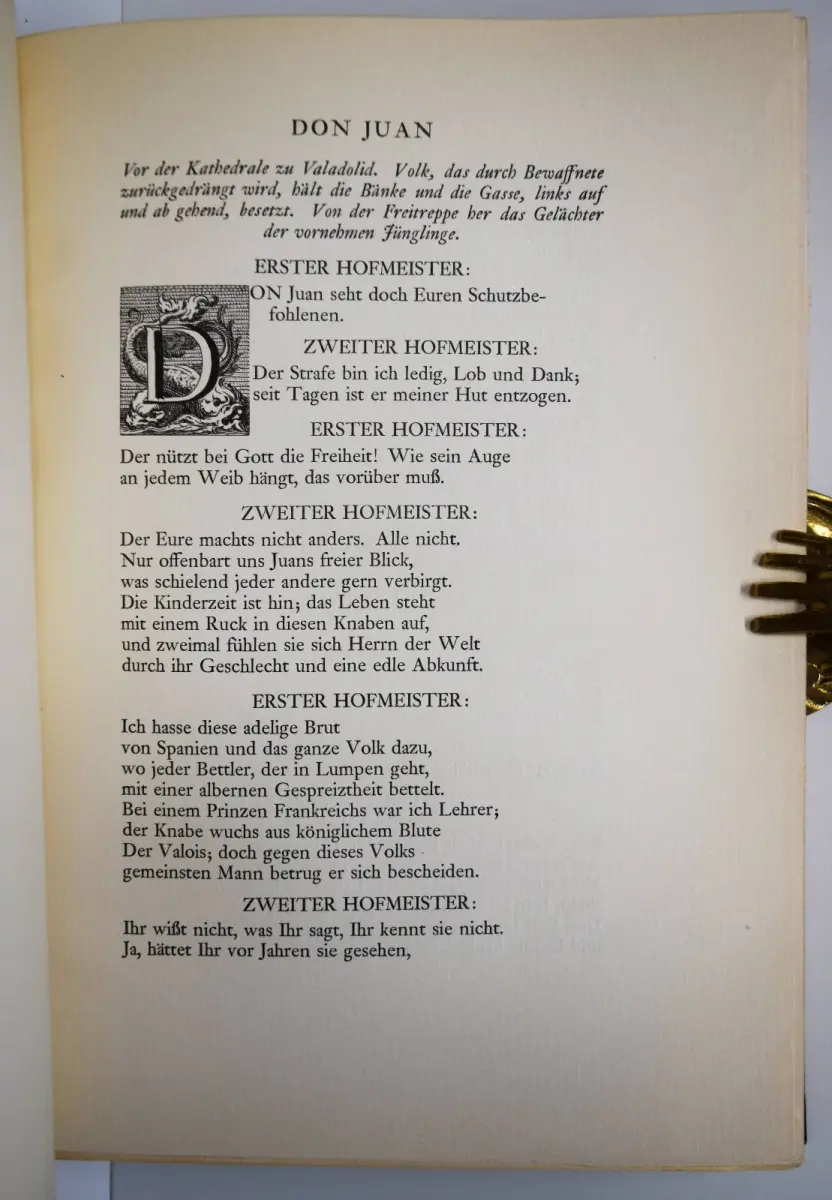 DON JUAN
Vor der Kathedrale zu Valadolid. Volk, das durch Bewaffnete
zurückgedrängt wird, hält die Bänke und die Gasse, links auf
und ab gehend, besetzt. Von der Freitreppe her das Gelächter
der vornehmen Jünglinge.
ERSTER HOFMEISTER:
DON Juan seht doch Euren Schutzbe-
fohlenen.
ZWEITER HOFMEISTER:
Der Strafe bin ich ledig, Lob und Dank;
seit Tagen ist er meiner Hut entzogen.
ERSTER HOFMEISTER:
Der nützt bei Gott die Freiheit! Wie sein Auge
an jedem Weib hängt, das vorüber muß.
ZWEITER HOFMEISTER:
Der Eure machts nicht anders. Alle nicht.
Nur offenbart uns Juans freier Blick,
was schielend jeder andere gern verbirgt.
Die Kinderzeit ist hin; das Leben steht
mit einem Ruck in diesen Knaben auf,
und zweimal fühlen sie sich Herrn der Welt
durch ihr Geschlecht und eine edle Abkunft.
ERSTER HOFMEISTER:
Ich hasse diese adelige Brut
von Spanien und das ganze Volk dazu,
wo jeder Bettler, der in Lumpen geht,
mit einer albernen Gespreiztheit bettelt.
Bei einem Prinzen Frankreichs war ich Lehrer;
der Knabe wuchs aus königlichem Blute
Der Valois; doch gegen dieses Volks
gemeinsten Mann betrug er sich bescheiden.
ZWEITER HOFMEISTER:
Ihr wißt nicht, was Ihr sagt, Ihr kennt sie nicht.
Ja, hättet Ihr vor Jahren sie gesehen,